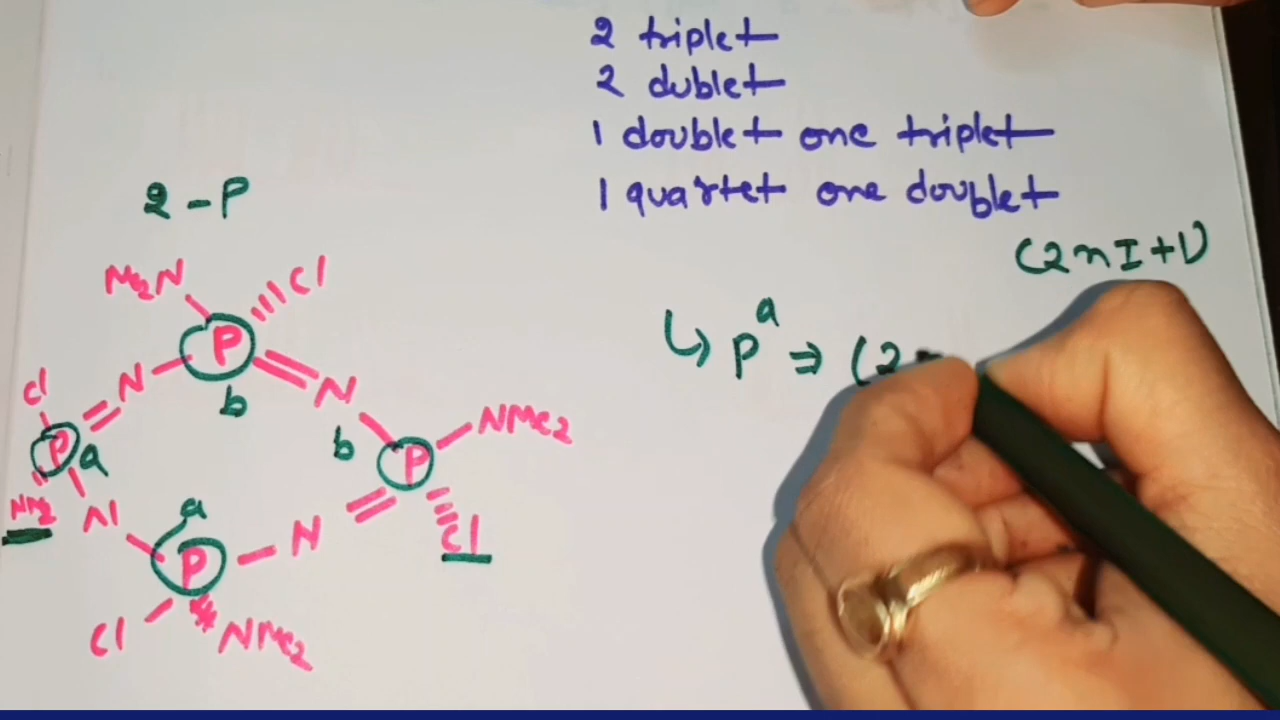 2 triplet
2 dublet
1 doublet one triplet
1 quartet one doublet
2 - P
(2nI+1)
Me2N
Cl
P
b
N
N
↳ P^a ⇒ (2
Cl
P
a
b
P
NMe2
N
a
N
Cl
P
Cl
NMe2